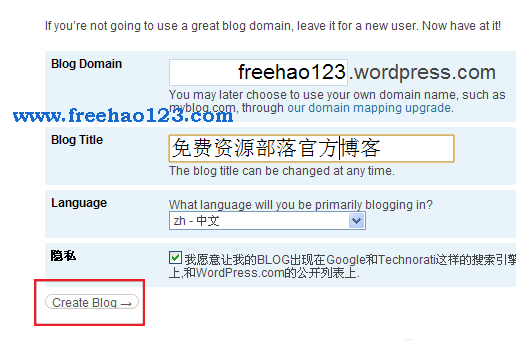 If you're not going to use a great blog domain, leave it for a new user. Now have at it!
Blog Domain
freehao123.wordpress.com
You may later choose to use your own domain name, such as
myblog.com, through our domain mapping upgrade.
www.freehao123.com
Blog Title
免费资源部落官方博客
The blog title can be changed at any time.
Language
What language will you be primarily blogging in?
zh - 中文
隐私
我愿意让我的BLOG出现在Google和Technorati这样的搜索引擎
上,和WordPress.com的公开列表上.
Create Blog →